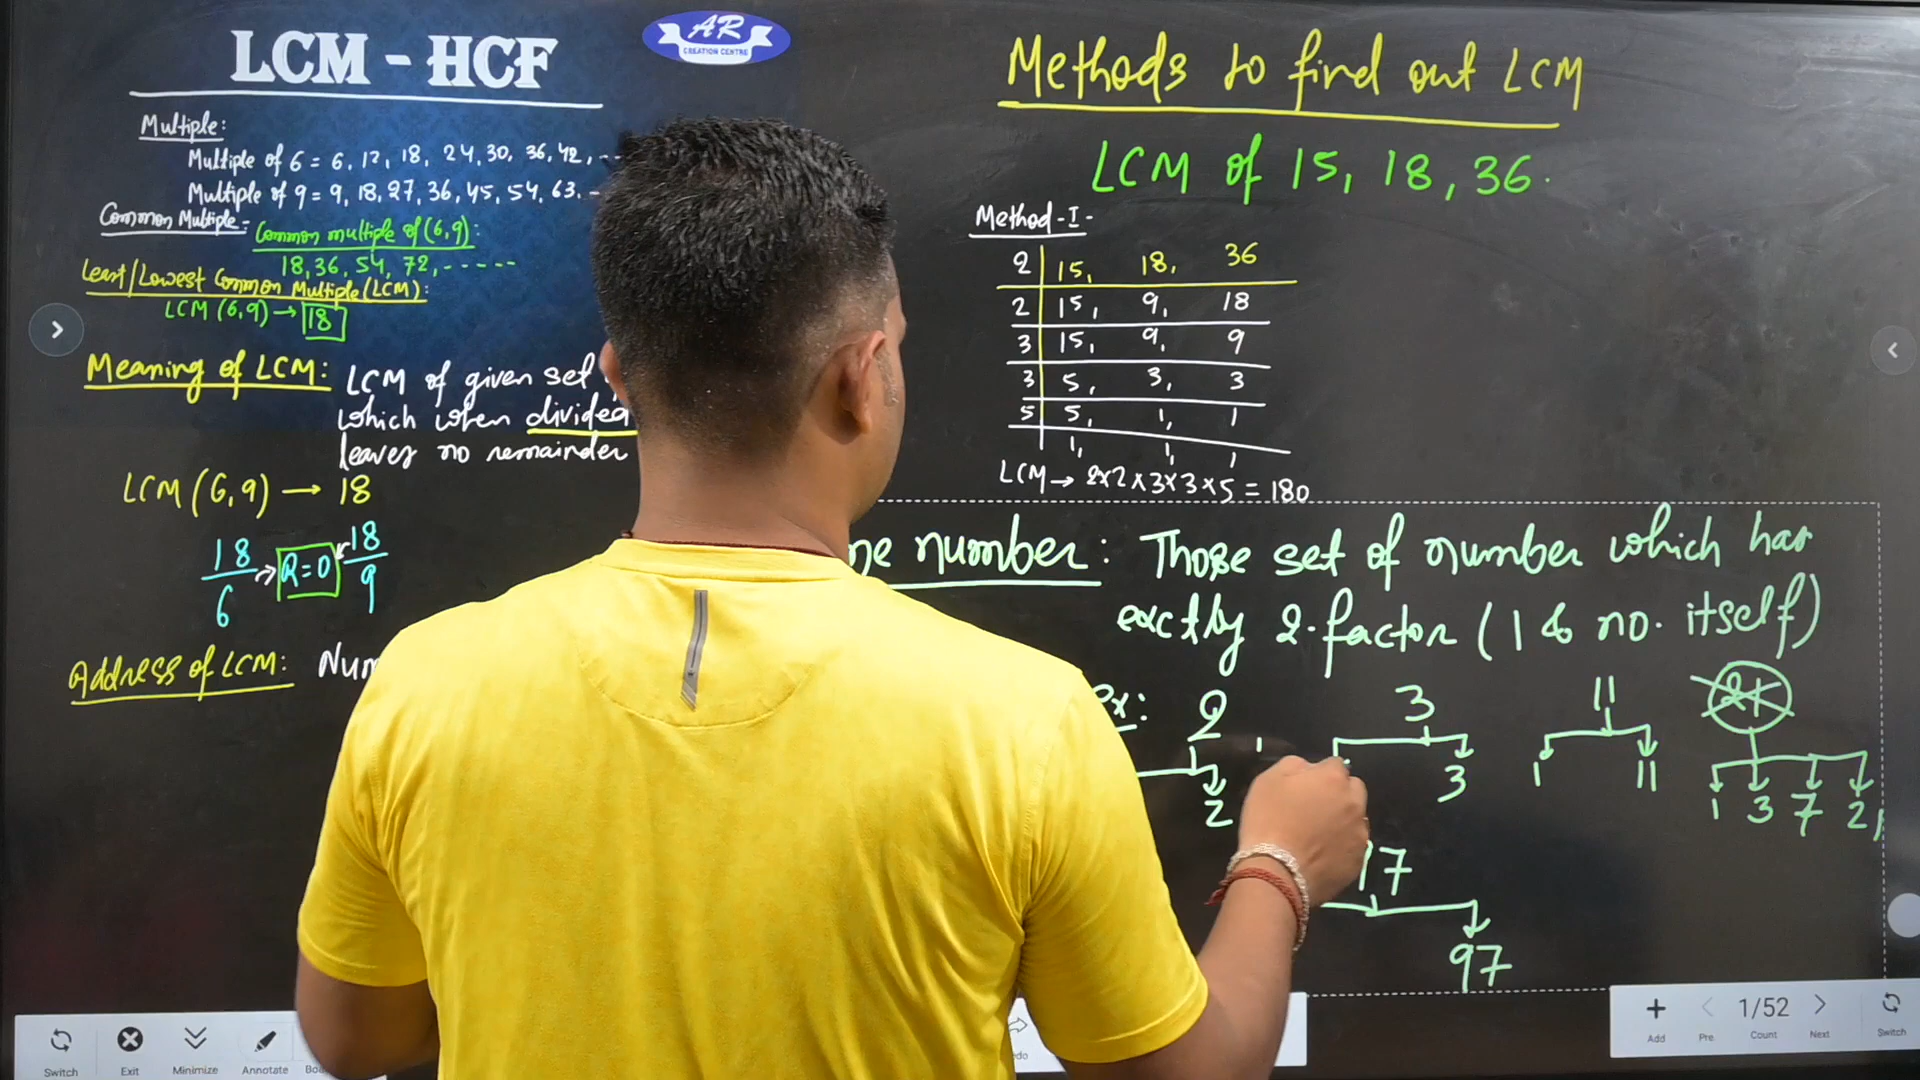 LCM - HCF
AR
CREATION CENTRE
Multiple:
Multiple of 6 = 6, 12, 18, 24, 30, 36, 42, --
Multiple of 9 = 9, 18, 27, 36, 45, 54, 63, -
Common Multiple:-
Common multiple of (6,9):
18, 36, 54, 72, -----
Least/Lowest Common Multiple (LCM):
LCM (6,9) → 18
Meaning of LCM: LCM of given set
which when divided
leaves no remainder
LCM (6,9) → 18
18/6 → R=0 ← 18/9
Address of LCM: Num
Methods to find out LCM
LCM of 15, 18, 36.
Method-I-
2 | 15, 18, 36
2 | 15, 9, 18
3 | 15, 9, 9
3 | 5, 3, 3
5 | 5, 1, 1
1, 1, 1
LCM → 2×2×3×3×5 = 180
me number: Those set of number which has
exctly 2-factor (1 & no. itself)
Ex: 2 3 11 21
2 3 1 11 1 3 7 21
7
97
Switch Exit Minimize Annotate
Add Pre 1/52 Count Next Switch